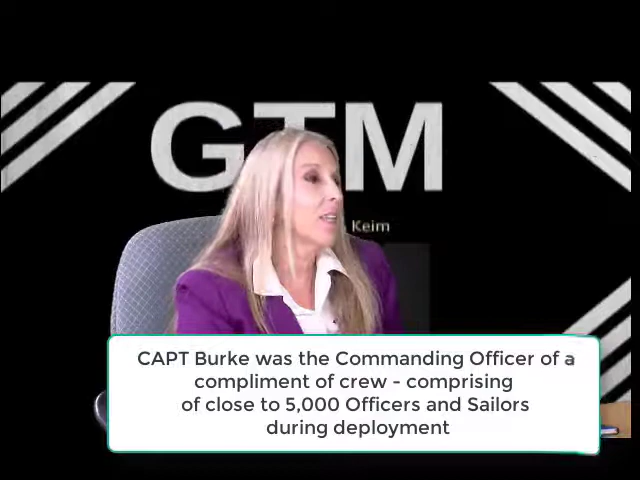 GTM
Keim
CAPT Burke was the Commanding Officer of a
compliment of crew - comprising
of close to 5,000 Officers and Sailors
during deployment